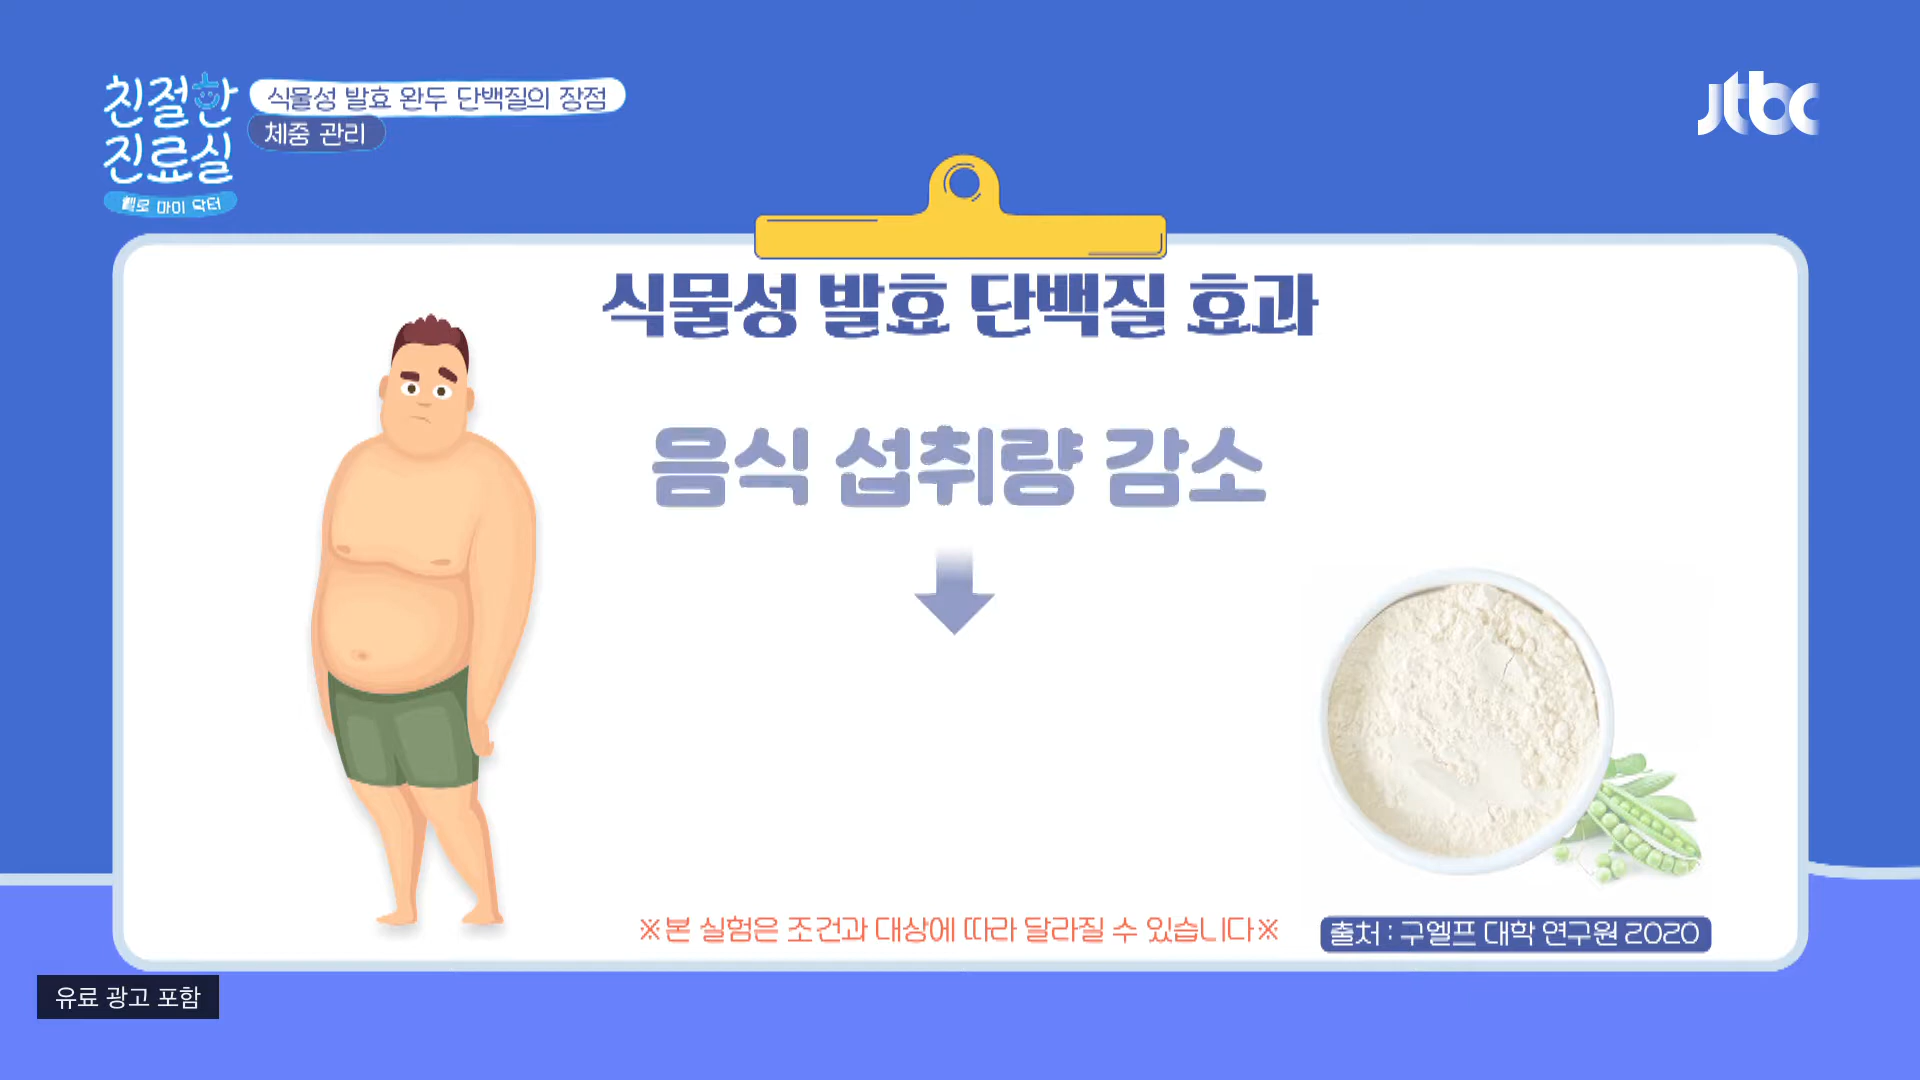 친절한
진료실
헬로 마이 닥터
식물성 발효 완두 단백질의 장점
체중 관리
jtbc
식물성 발효 단백질 효과
음식 섭취량 감소
※본 실험은 조건과 대상에 따라 달라질 수 있습니다※
출처 : 구엘프 대학 연구원 2020
유료 광고 포함